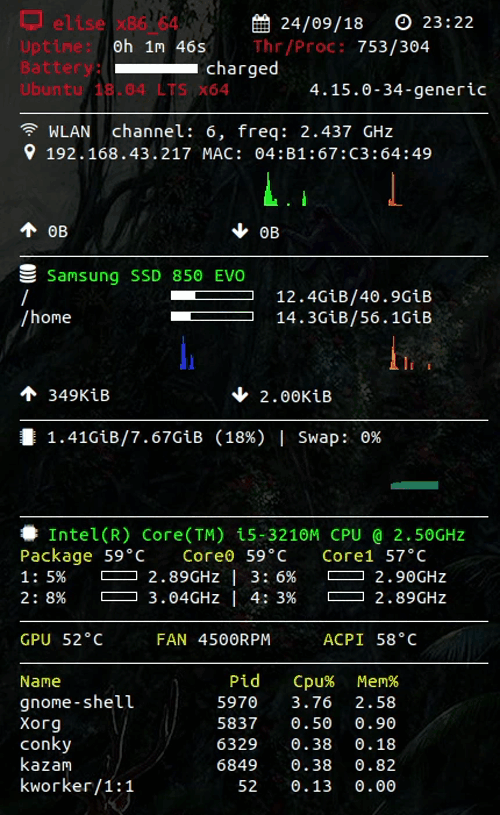 elise x86_64 24/09/18 23:22
Uptime: 0h 1m 46s Thr/Proc: 753/304
Battery: charged
Ubuntu 18.04 LTS x64 4.15.0-34-generic
WLAN channel: 6, freq: 2.437 GHz
192.168.43.217 MAC: 04:B1:67:C3:64:49
0B 0B
Samsung SSD 850 EVO
/ 12.4GiB/40.9GiB
/home 14.3GiB/56.1GiB
349KiB 2.00KiB
1.41GiB/7.67GiB (18%) | Swap: 0%
Intel(R) Core(TM) i5-3210M CPU @ 2.50GHz
Package 59°C Core0 59°C Core1 57°C
1: 5% 2.89GHz | 3: 6% 2.90GHz
2: 8% 3.04GHz | 4: 3% 2.89GHz
GPU 52°C FAN 4500RPM ACPI 58°C
Name Pid Cpu% Mem%
gnome-shell 5970 3.76 2.58
Xorg 5837 0.50 0.90
conky 6329 0.38 0.18
kazam 6849 0.38 0.82
kworker/1:1 52 0.13 0.00